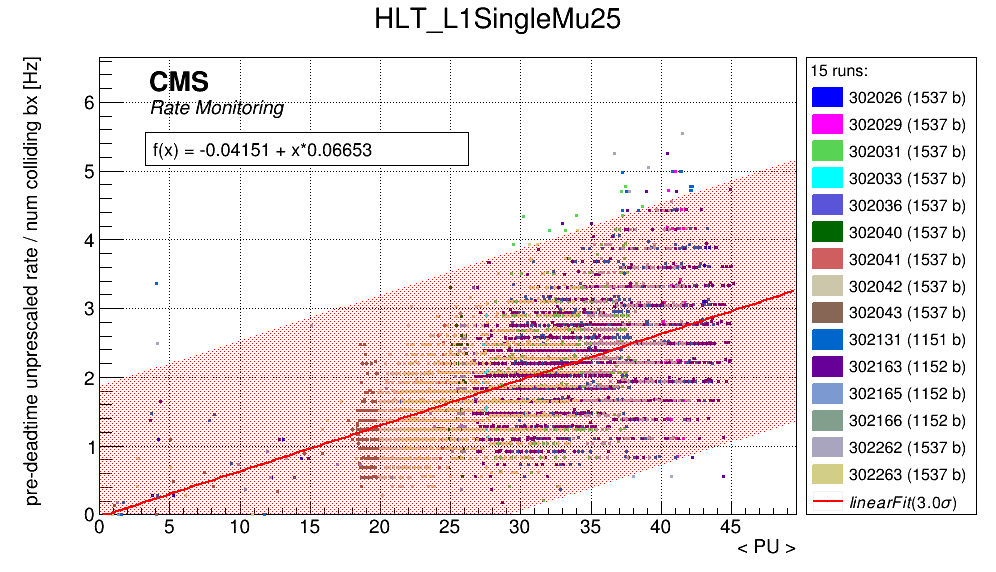 HLT_L1SingleMu25
pre-deadtime unprescaled rate / num colliding bx [Hz]
CMS
Rate Monitoring
f(x) = -0.04151 + x*0.06653
6
5
4
3
2
1
0
0 5 10 15 20 25 30 35 40 45
< PU >
15 runs:
302026 (1537 b)
302029 (1537 b)
302031 (1537 b)
302033 (1537 b)
302036 (1537 b)
302040 (1537 b)
302041 (1537 b)
302042 (1537 b)
302043 (1537 b)
302131 (1151 b)
302163 (1152 b)
302165 (1152 b)
302166 (1152 b)
302262 (1537 b)
302263 (1537 b)
linearFit(3.0σ)